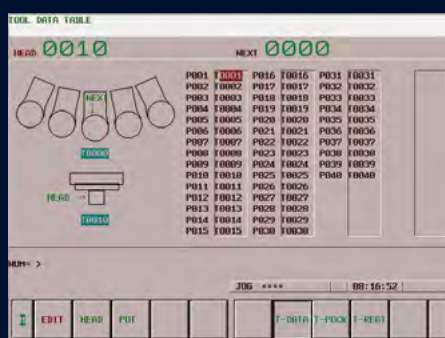 TOOL DATA TABLE
HEAD 0010 NEXT 0000
P001 T0001 P016 T0016 P031 T0031
P002 T0002 P017 T0017 P032 T0032
P003 T0003 P018 T0018 P033 T0033
P004 T0004 P019 T0019 P034 T0034
P005 T0005 P020 T0020 P035 T0035
P006 T0006 P021 T0021 P036 T0036
P007 T0007 P022 T0022 P037 T0037
P008 T0008 P023 T0023 P038 T0038
P009 T0009 P024 T0024 P039 T0039
P010 T0010 P025 T0025 P040 T0040
P011 T0011 P026 T0026
P012 T0012 P027 T0027
P013 T0013 P028 T0028
P014 T0014 P029 T0029
P015 T0015 P030 T0030
NEXT
T0000
HEAD →
T0010
NUM= >
JOG **** 08:16:52
EDIT HEAD POT T-DATA T-POCK T-REGT